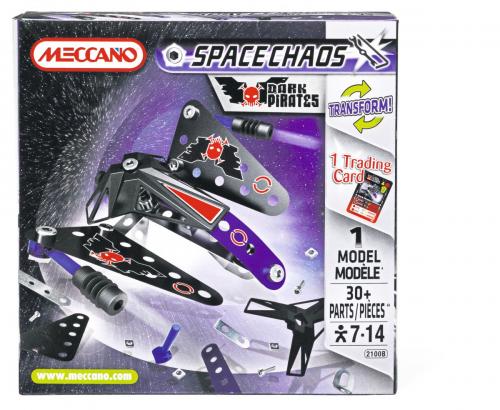 MECCANO
SPACE CHAOS
DARK
PIRATES
TRANSFORM!
1 Trading
Card
1
MODEL
MODÈLE
30+
PARTS/PIÈCES
7-14
2100B
www.meccano.com